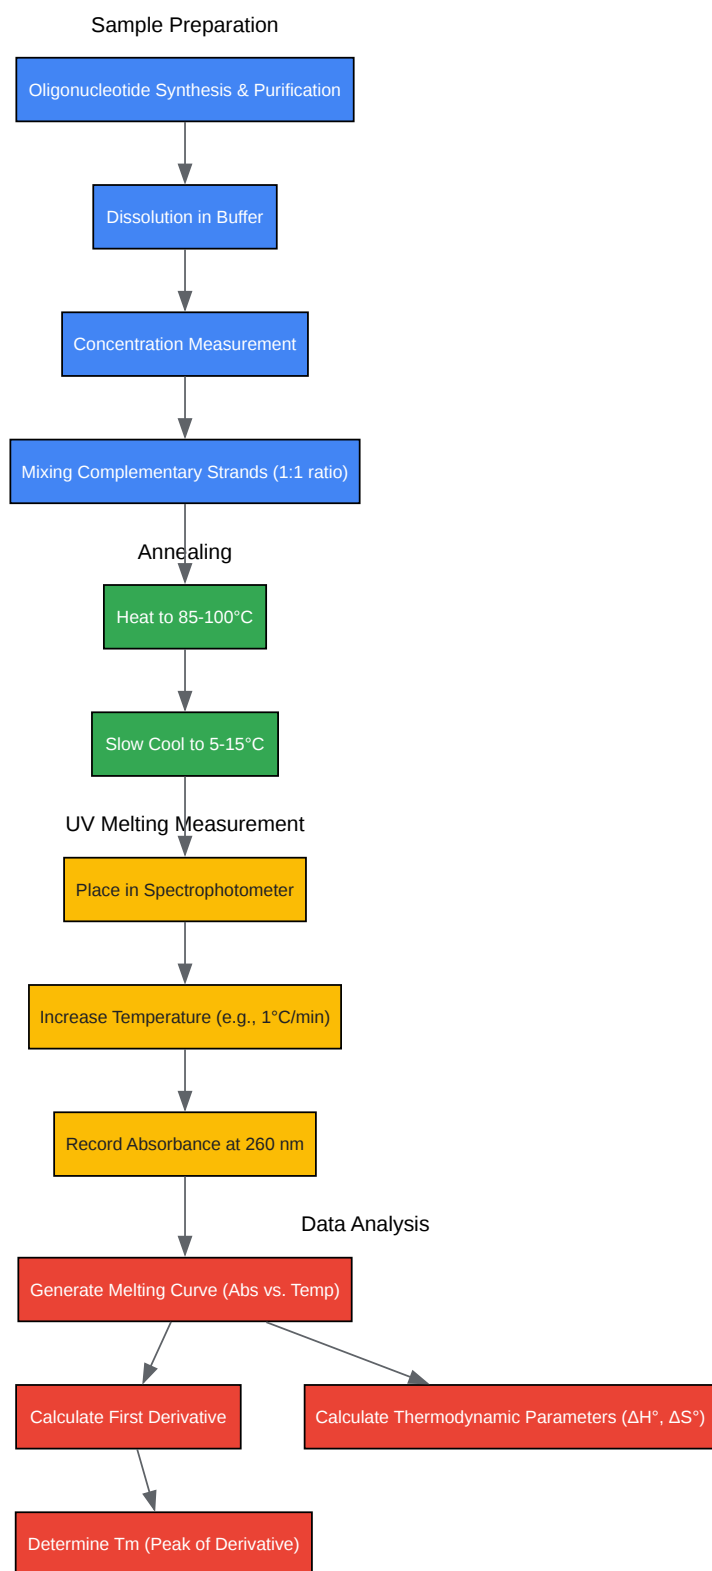 Sample Preparation
Oligonucleotide Synthesis & Purification
Dissolution in Buffer
Concentration Measurement
Mixing Complementary Strands (1:1 ratio)
Annealing
Heat to 85-100°C
Slow Cool to 5-15°C
UV Melting Measurement
Place in Spectrophotometer
Increase Temperature (e.g., 1°C/min)
Record Absorbance at 260 nm
Data Analysis
Generate Melting Curve (Abs vs. Temp)
Calculate First Derivative
Calculate Thermodynamic Parameters (ΔH°, ΔS°)
Determine Tm (Peak of Derivative)